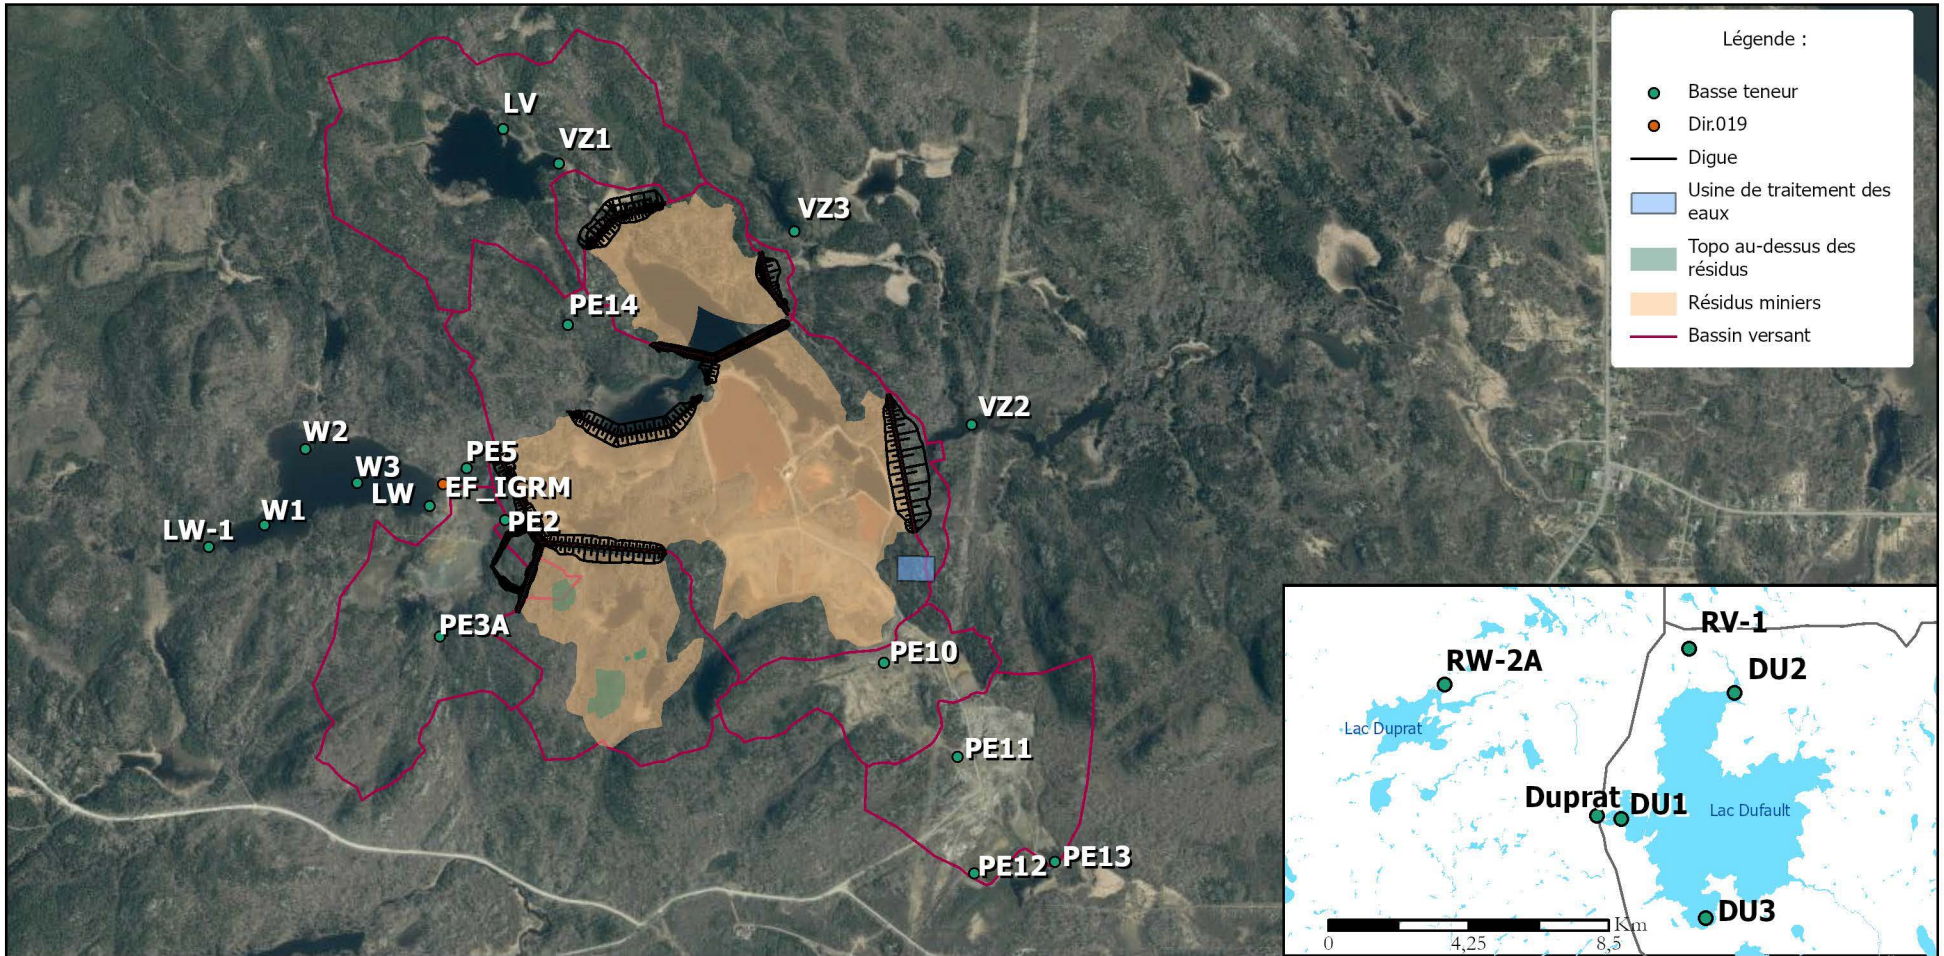 Légende :
Basse teneur
Dir.019
Digue
Usine de traitement des
eaux
Topo au-dessus des
résidus
Résidus miniers
Bassin versant
LV
VZ1
VZ3
PE14
VZ2
W2
PE5
W3
EF_IGRM
LW
W1
PE2
LW-1
PE3A
PE10
PE11
PE12
PE13
RV-1
RW-2A
DU2
Lac Duprat
Duprat
DU1
Lac Dufault
DU3
Km
0
4,25
8,5